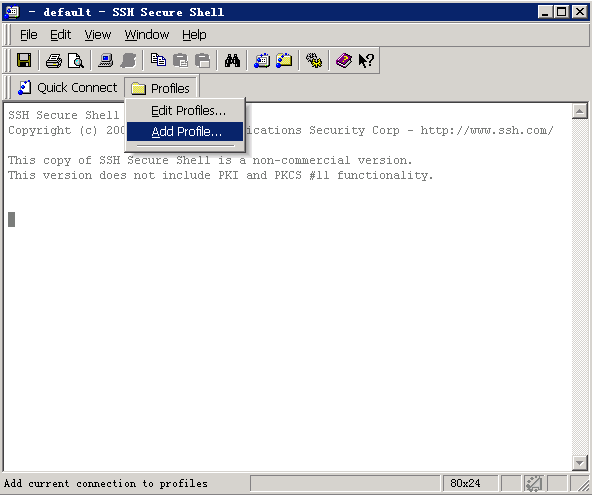 - default - SSH Secure Shell
File Edit View Window Help
Quick Connect Profiles
Edit Profiles...
Add Profile...
SSH Secure Shell
Copyright (c) 200 ications Security Corp - http://www.ssh.com/
This copy of SSH Secure Shell is a non-commercial version.
This version does not include PKI and PKCS #11 functionality.
Add current connection to profiles 80x24